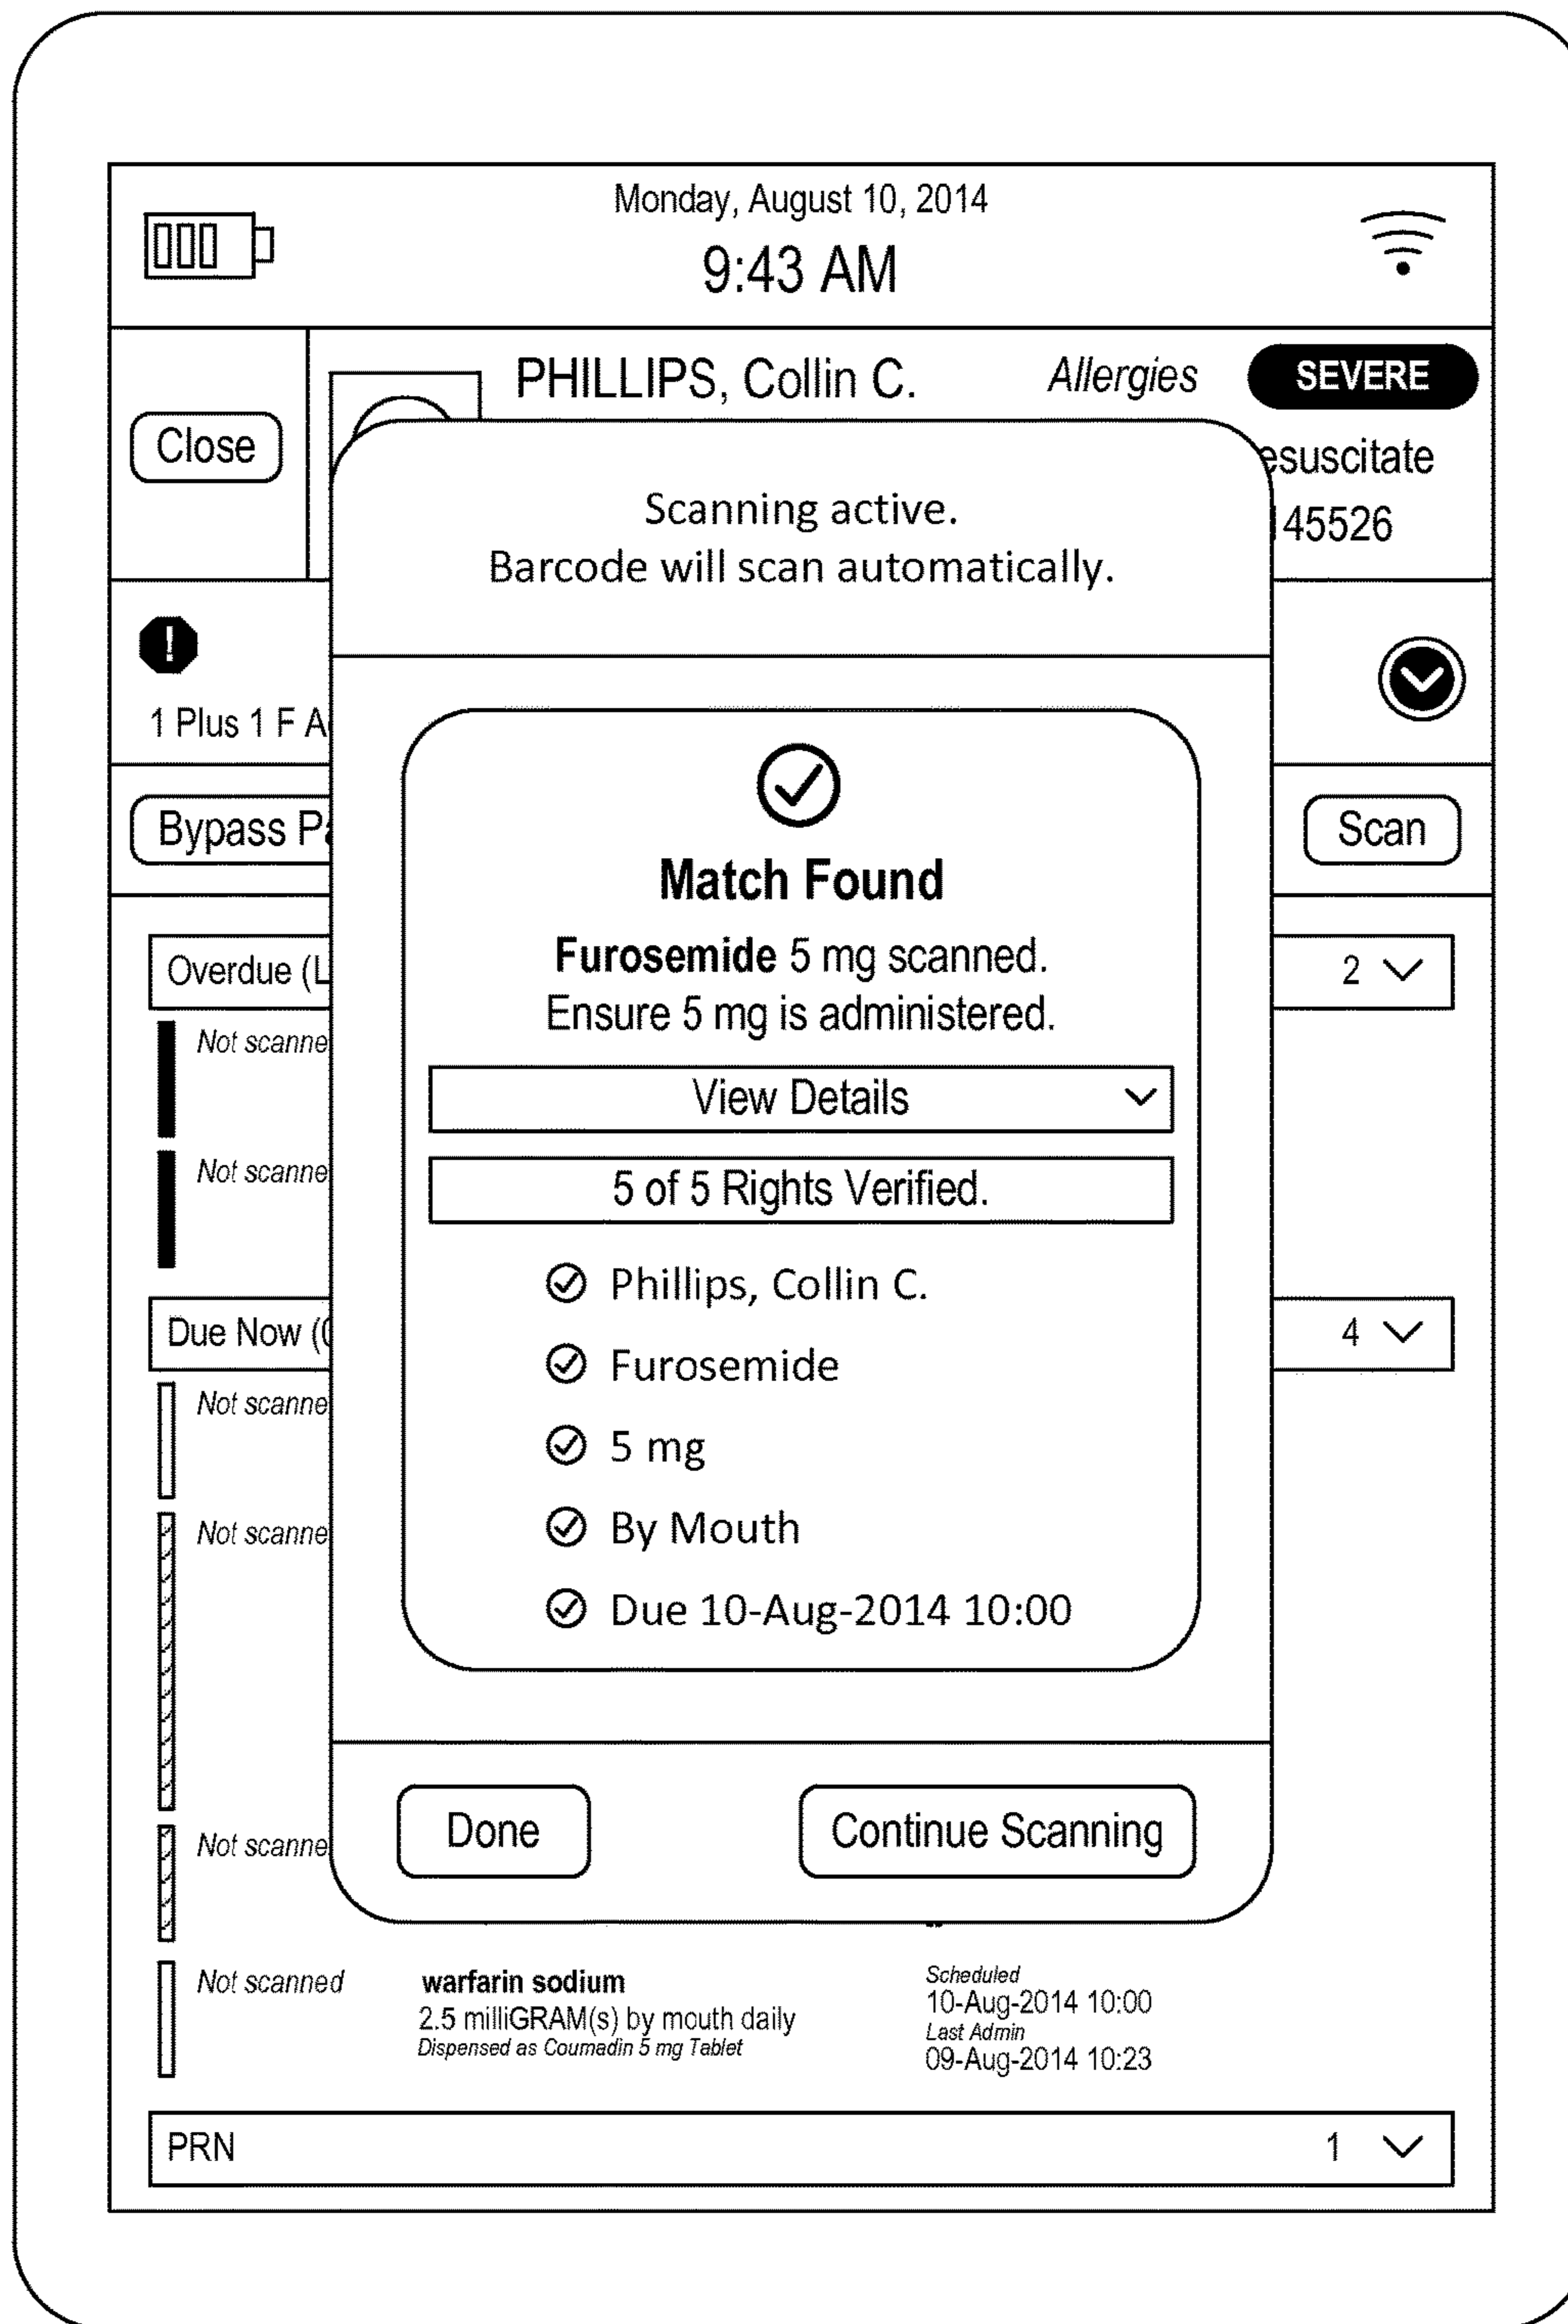 Monday, August 10, 2014
9:43 AM
PHILLIPS, Collin C.
Allergies
SEVERE
Close
esuscitate
45526
Scanning active.
Barcode will scan automatically.
!
1 Plus 1 F A
Bypass Pa
Scan
Match Found
Furosemide 5 mg scanned.
Ensure 5 mg is administered.
View Details
5 of 5 Rights Verified.
Phillips, Collin C.
Furosemide
5 mg
By Mouth
Due 10-Aug-2014 10:00
Overdue (L
2
Not scanne
Not scanne
Due Now (
4
Not scanne
Not scanne
Not scanne
Done
Continue Scanning
Not scanned
warfarin sodium
2.5 milliGRAM(s) by mouth daily
Dispensed as Coumadin 5 mg Tablet
Scheduled
10-Aug-2014 10:00
Last Admin
09-Aug-2014 10:23
PRN
1